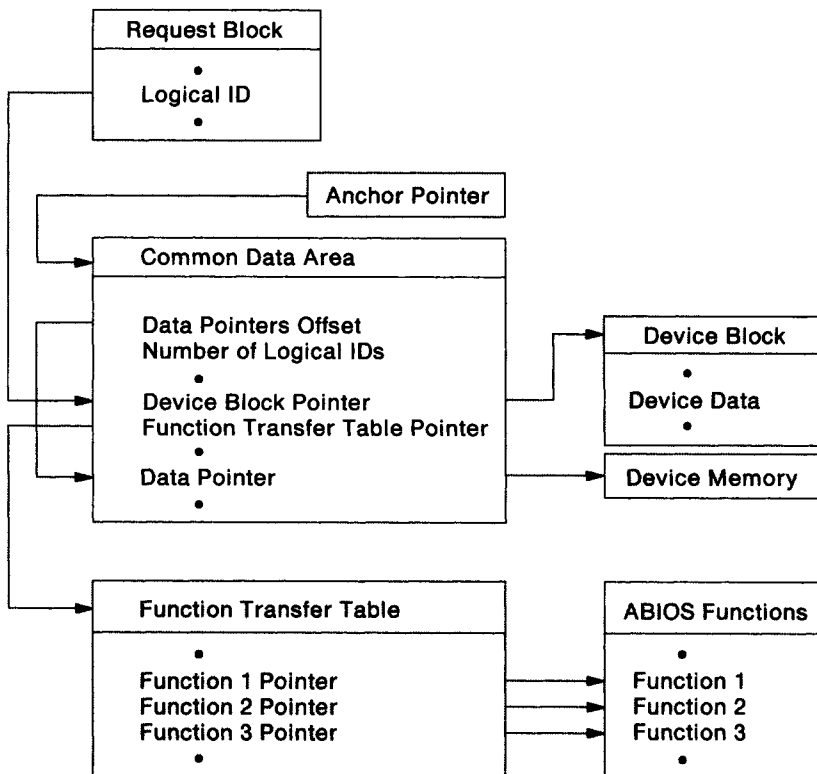 Request Block
•
Logical ID
•
Anchor Pointer
Common Data Area
Data Pointers Offset
Number of Logical IDs
•
Device Block Pointer
Function Transfer Table Pointer
•
Data Pointer
•
Device Block
•
Device Data
•
Device Memory
Function Transfer Table
•
Function 1 Pointer
Function 2 Pointer
Function 3 Pointer
•
ABIOS Functions
•
Function 1
Function 2
Function 3
•